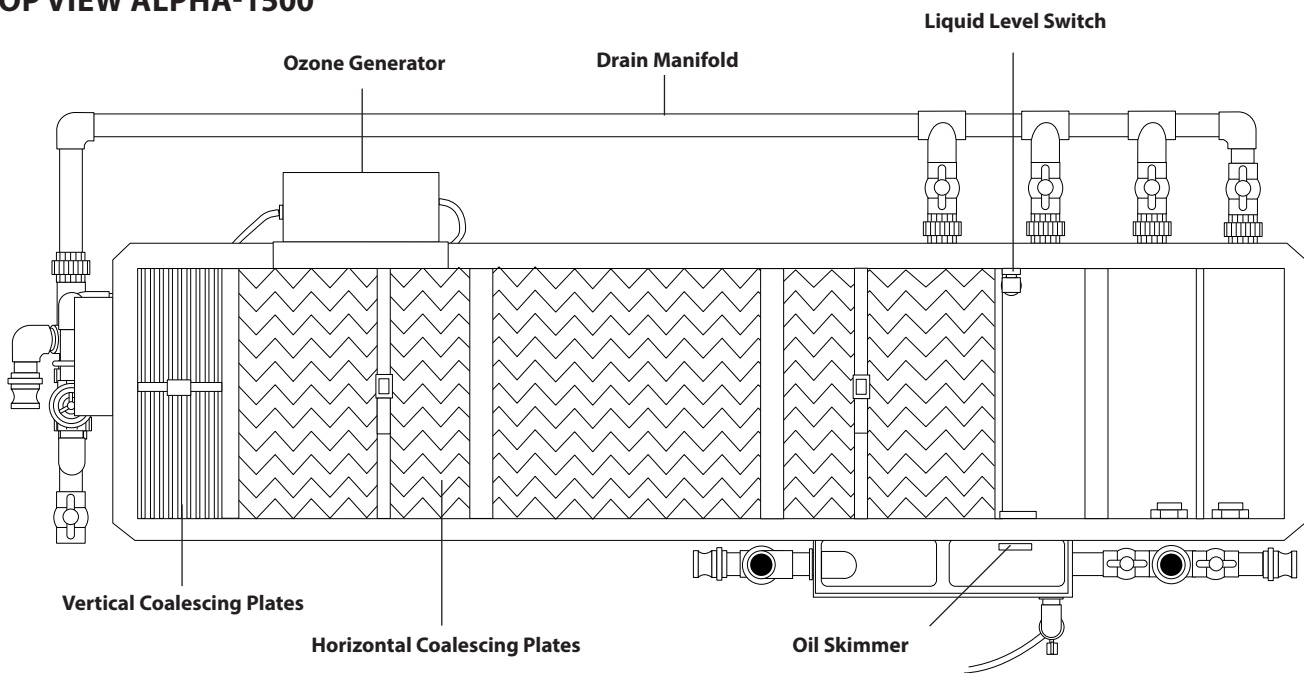 OP VIEW ALPHA-1500
Liquid Level Switch
Ozone Generator
Drain Manifold
Vertical Coalescing Plates
Horizontal Coalescing Plates
Oil Skimmer